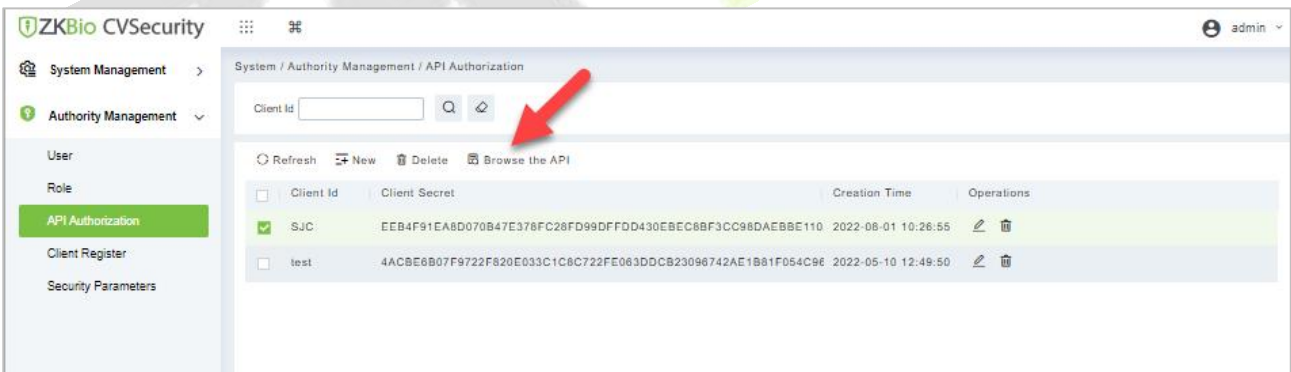 ZKBio CVSecurity
admin
System Management
Authority Management
User
Role
API Authorization
Client Register
Security Parameters
System / Authority Management / API Authorization
Client Id
Refresh New Delete Browse the API
Client Id Client Secret Creation Time Operations
SJC EEB4F91EA8D070B47E378FC28FD99DFFDD430EBEC8BF3CC98DAEBBE110 2022-08-01 10:26:55
test 4ACBE6B07F9722F820E033C1C8C722FE063DDCB23096742AE1B81F054C96 2022-05-10 12:49:50